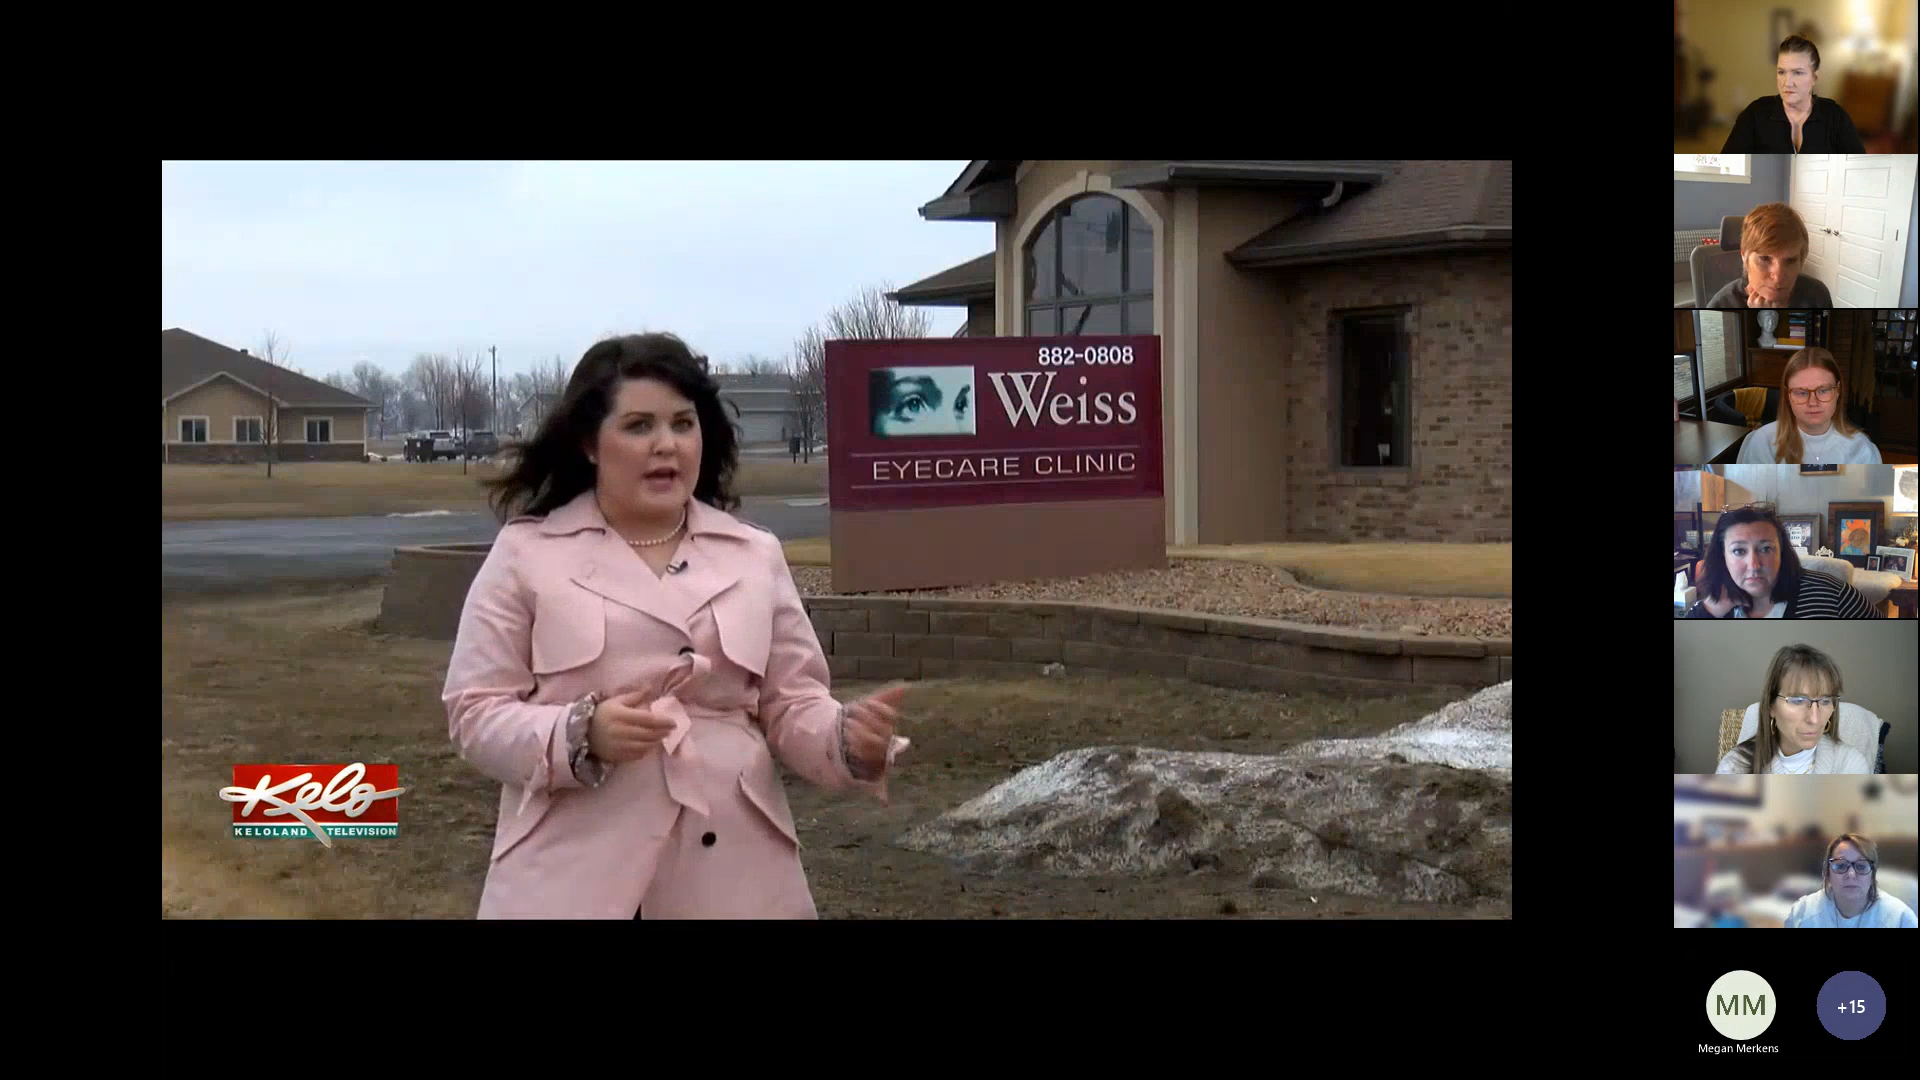 882-0808
Weiss
EYECARE CLINIC
Kelo
KELOLAND TELEVISION
MM
+15
Megan Merkens